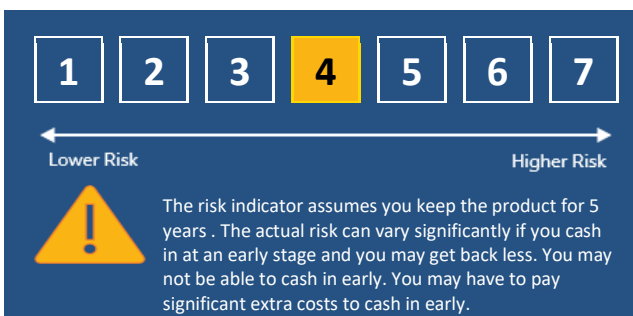 1 2 3 4 5 6 7
Lower Risk Higher Risk
The risk indicator assumes you keep the product for 5
years . The actual risk can vary significantly if you cash
in at an early stage and you may get back less. You may
not be able to cash in early. You may have to pay
significant extra costs to cash in early.